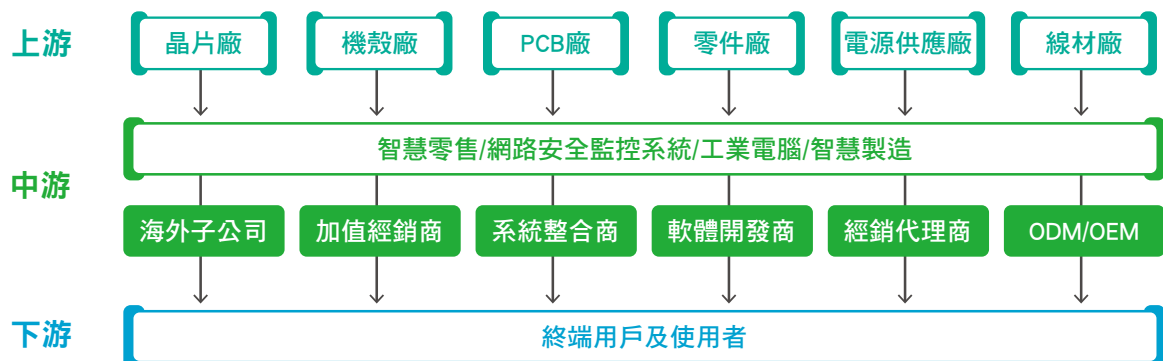 上游
晶片廠
機殼廠
PCB廠
零件廠
電源供應廠
線材廠
智慧零售/網路安全監控系統/工業電腦/智慧製造
中游
海外子公司
加值經銷商
系統整合商
軟體開發商
經銷代理商
ODM/OEM
下游
終端用戶及使用者